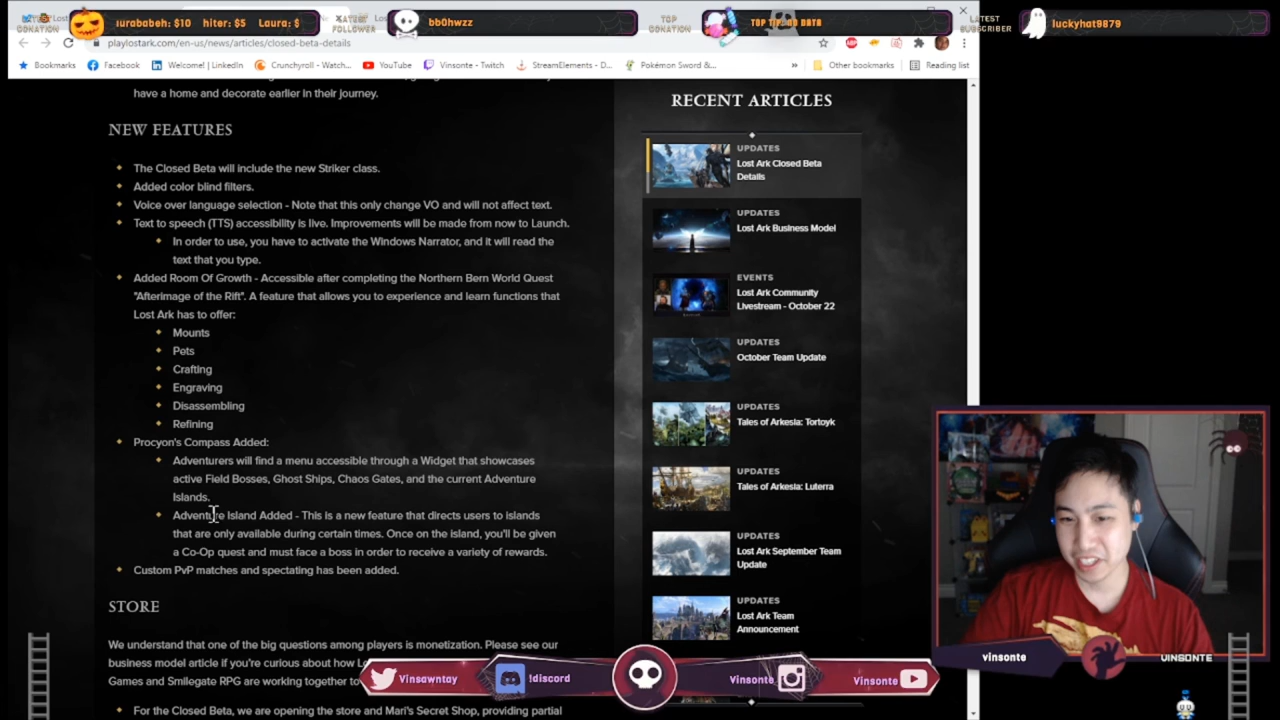 DONATION
aurababeh: $10 hiter: $5 Laura: $
LATEST
FOLLOWER
bb0hwzz
TOP
DONATION
TOP TIP NO DATA
LATEST
SUBSCRIBER
luckyhat9879
playlostark.com/en-us/news/articles/closed-beta-details
Bookmarks Facebook Welcome! | LinkedIn Crunchyroll - Watch... YouTube Vinsonte - Twitch StreamElements - D... Pokémon Sword &... » Other bookmarks Reading list
have a home and decorate earlier in their journey.
NEW FEATURES
The Closed Beta will include the new Striker class.
Added color blind filters.
Voice over language selection - Note that this only change VO and will not affect text.
Text to speech (TTS) accessibility is live. Improvements will be made from now to Launch.
In order to use, you have to activate the Windows Narrator, and it will read the
text that you type.
Added Room Of Growth - Accessible after completing the Northern Bern World Quest
"Afterimage of the Rift". A feature that allows you to experience and learn functions that
Lost Ark has to offer:
Mounts
Pets
Crafting
Engraving
Disassembling
Refining
Procyon's Compass Added:
Adventurers will find a menu accessible through a Widget that showcases
active Field Bosses, Ghost Ships, Chaos Gates, and the current Adventure
Islands.
Adventure Island Added - This is a new feature that directs users to islands
that are only available during certain times. Once on the island, you'll be given
a Co-Op quest and must face a boss in order to receive a variety of rewards.
Custom PvP matches and spectating has been added.
STORE
We understand that one of the big questions among players is monetization. Please see our
business model article if you're curious about how Lo
Games and Smilegate RPG are working together to
For the Closed Beta, we are opening the store and Mari's Secret Shop, providing partial
RECENT ARTICLES
UPDATES
Lost Ark Closed Beta
Details
UPDATES
Lost Ark Business Model
EVENTS
Lost Ark Community
Livestream - October 22
UPDATES
October Team Update
UPDATES
Tales of Arkesia: Tortoyk
UPDATES
Tales of Arkesia: Luterra
UPDATES
Lost Ark September Team
Update
UPDATES
Lost Ark Team
Announcement
vinsonte VINSONTE
Vinsawntay !discord Vinsonte Vinsonte